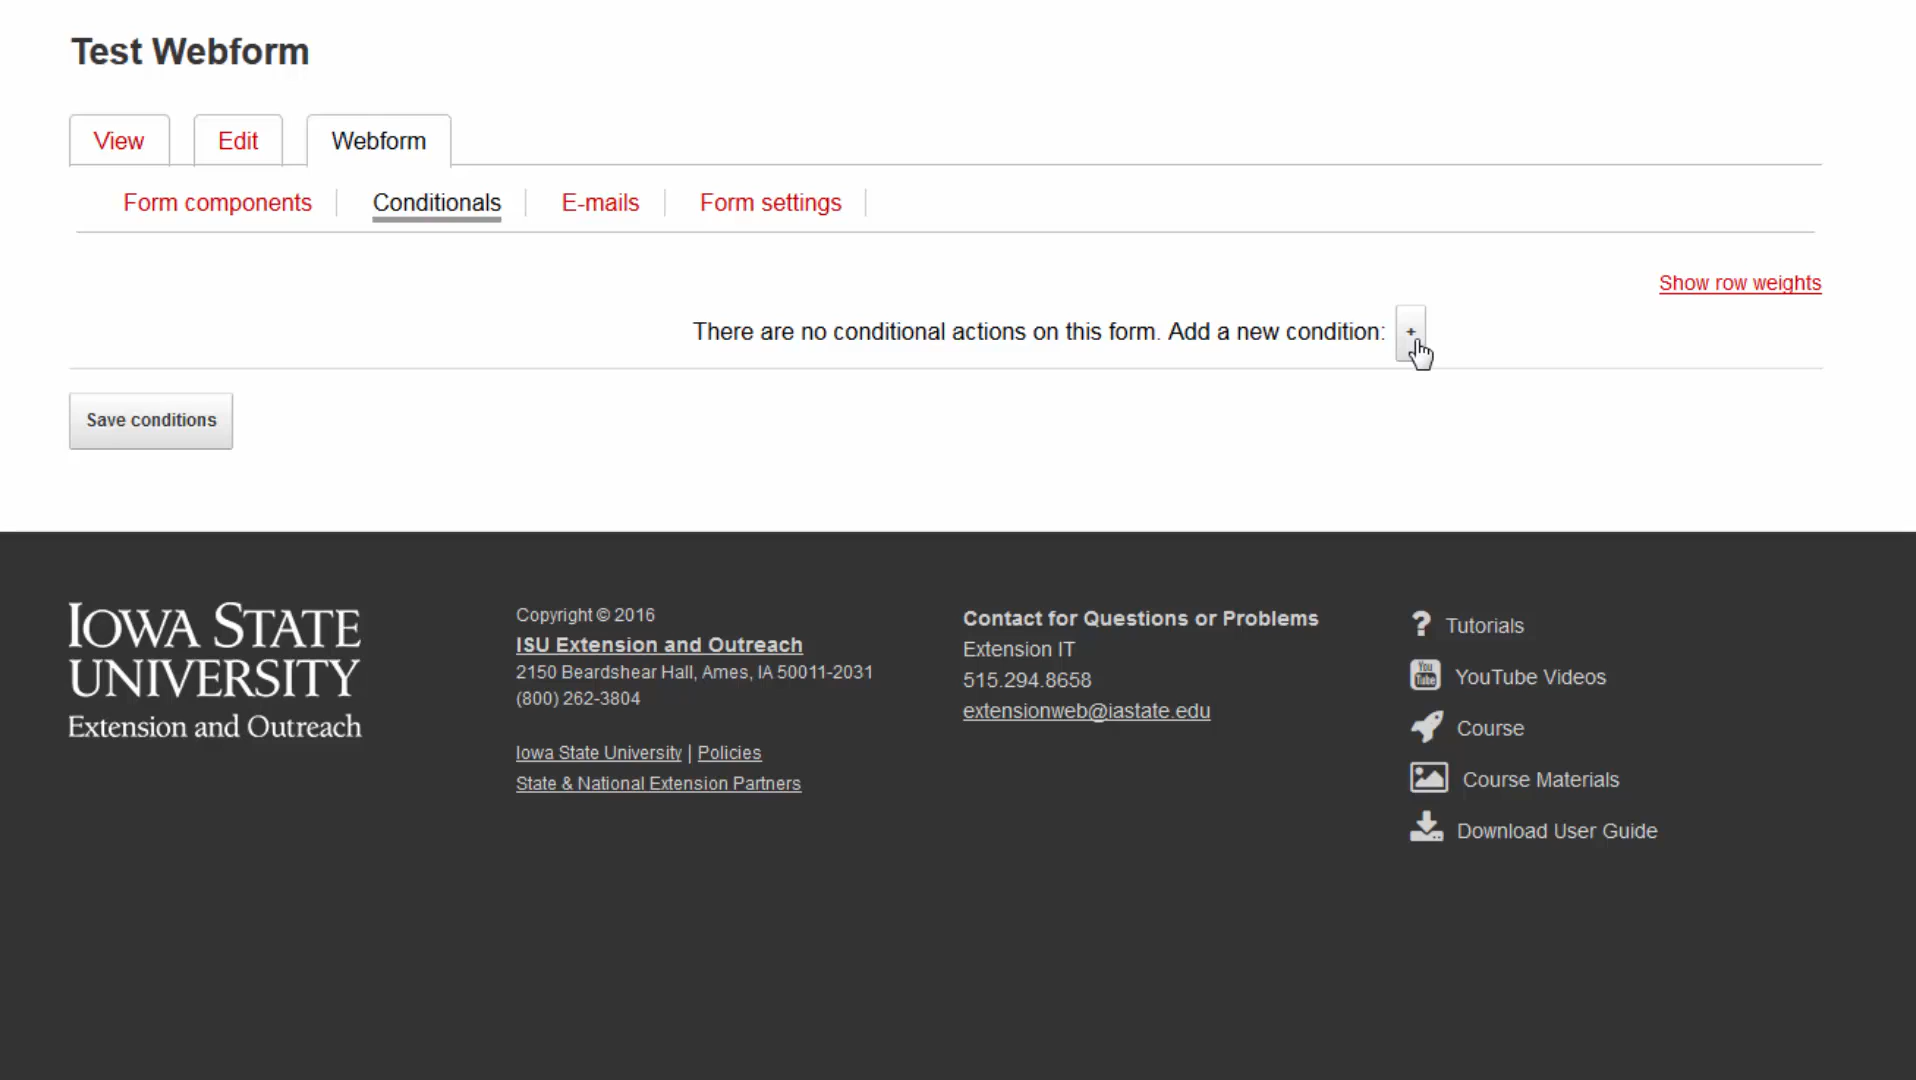 Test Webform
View Edit Webform
Form components Conditionals E-mails Form settings
Show row weights
There are no conditional actions on this form. Add a new condition: +
Save conditions
IOWA STATE
UNIVERSITY
Extension and Outreach
Copyright © 2016
ISU Extension and Outreach
2150 Beardshear Hall, Ames, IA 50011-2031
(800) 262-3804
Iowa State University | Policies
State & National Extension Partners
Contact for Questions or Problems
Extension IT
515.294.8658
extensionweb@iastate.edu
? Tutorials
You
Tube
YouTube Videos
Course
Course Materials
Download User Guide